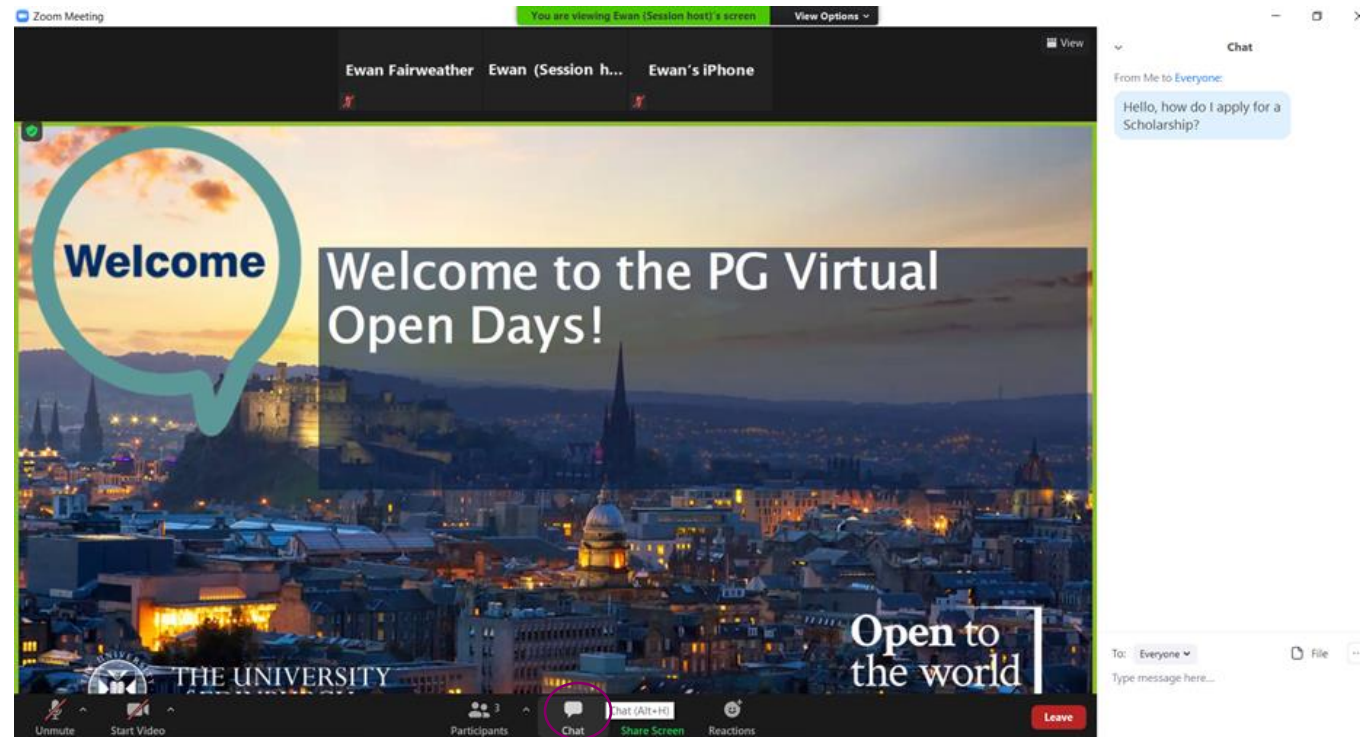 Zoom Meeting
You are viewing Ewan (Session host)'s screen
View Options
View
Ewan Fairweather
Ewan (Session h...
Ewan's iPhone
Welcome
Welcome to the PG Virtual
Open Days!
Open to
the world
THE UNIVERSITY
Unmute
Start Video
3
Participants
Chat
Chat (Alt+H)
Share Screen
Reactions
Leave
Chat
From Me to Everyone:
Hello, how do I apply for a
Scholarship?
To: Everyone
File
Type message here...